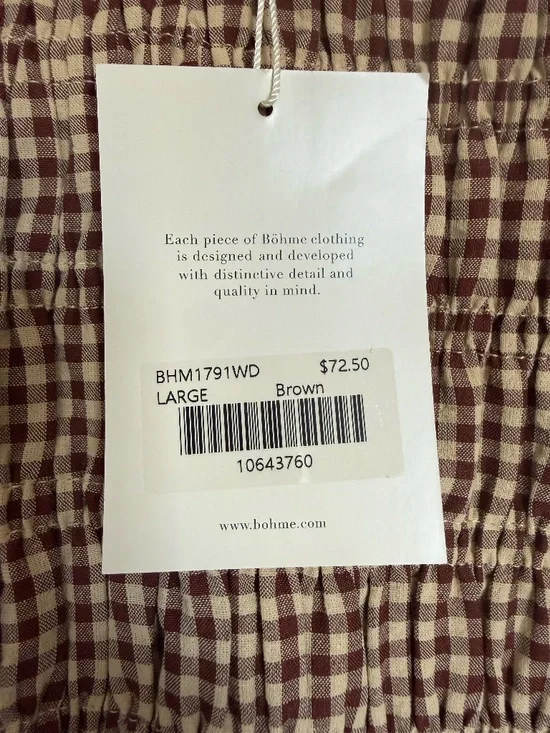 Each piece of Böhme clothing
is designed and developed
with distinctive detail and
quality in mind.
BHM1791WD $72.50
LARGE Brown
10643760
www.bohme.com